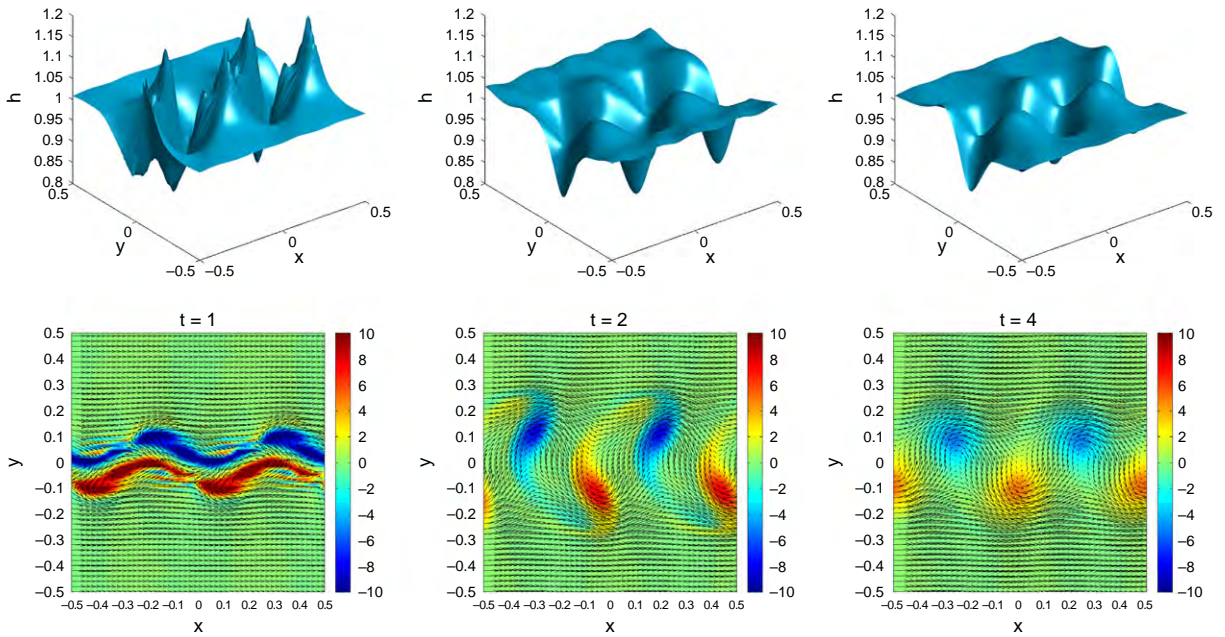 1.2 1.2 1.2
1.15 1.15 1.15
1.1 1.1 1.1
1.05 1.05 1.05
h 1 h 1 h 1
0.95 0.95 0.95
0.9 0.9 0.9
0.85 0.85 0.85
0.8 0.8 0.8
0.5 0.5 0.5 0.5 0.5 0.5
0 0 0 0 0 0
y x y x y x
–0.5 –0.5 –0.5 –0.5 –0.5 –0.5
t = 1 t = 2 t = 4
0.5 10 0.5 10 0.5 10
0.4 8 0.4 8 0.4 8
0.3 6 0.3 6 0.3 6
0.2 4 0.2 4 0.2 4
0.1 2 0.1 2 0.1 2
y 0 0 y 0 0 y 0 0
–0.1 –2 –0.1 –2 –0.1 –2
–0.2 –4 –0.2 –4 –0.2 –4
–0.3 –6 –0.3 –6 –0.3 –6
–0.4 –8 –0.4 –8 –0.4 –8
–0.5 –10 –0.5 –10 –0.5 –10
–0.5 –0.4 –0.3 –0.2 –0.1 0 0.1 0.2 0.3 0.4 0.5 –0.5 –0.4 –0.3 –0.2 –0.1 0 0.1 0.2 0.3 0.4 0.5 –0.5 –0.4 –0.3 –0.2 –0.1 0 0.1 0.2 0.3 0.4 0.5
x x x